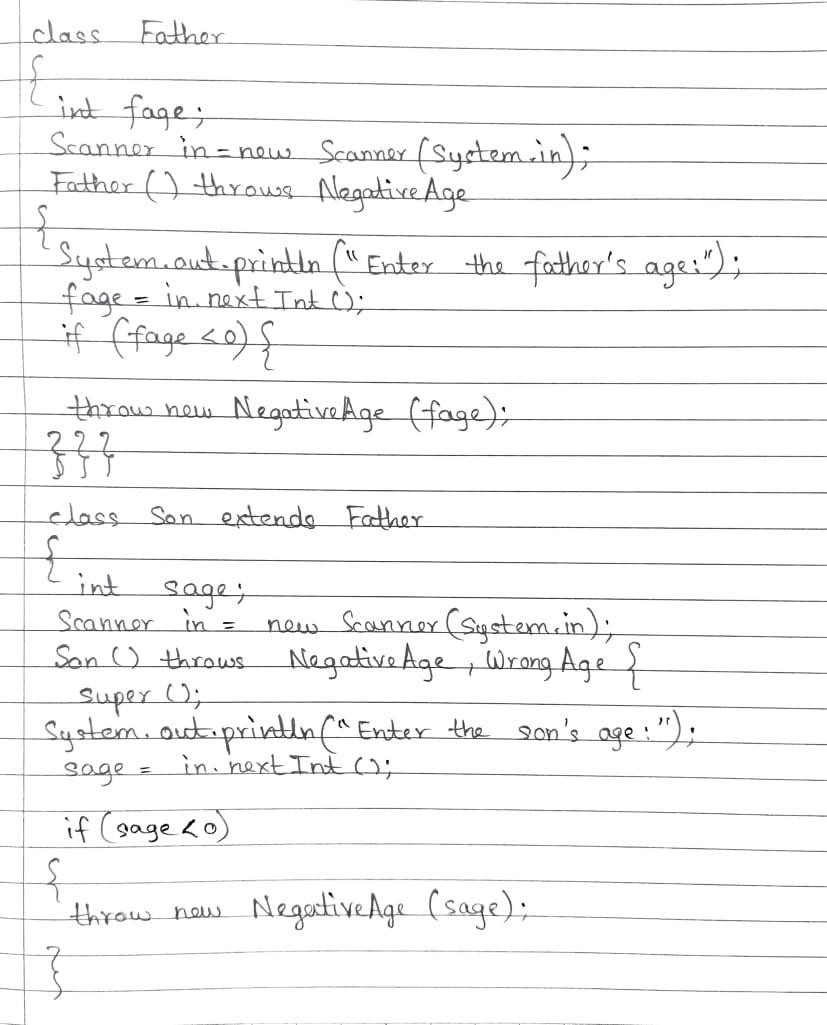 class Father
{
int fage;
Scanner in = new Scanner (System.in);
Father () throws NegativeAge
{
System.out.println ("Enter the father's age:");
fage = in.nextInt ();
if (fage <0) {
throw new NegativeAge (fage);
} } }
class Son extends Father
{
int sage;
Scanner in = new Scanner (System.in);
Son () throws NegativeAge, WrongAge {
super ();
System.out.println ("Enter the son's age:");
sage = in.nextInt ();
if (sage <0)
{
throw new NegativeAge (sage);
}